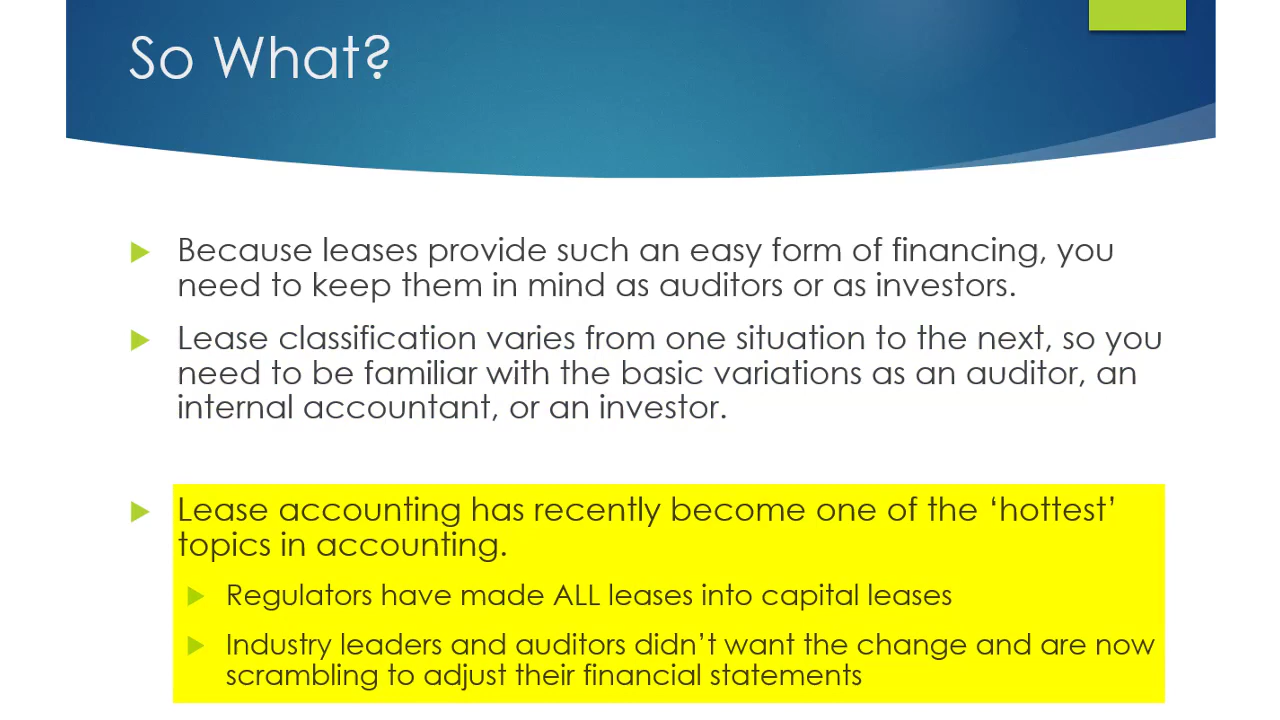 So What?
Because leases provide such an easy form of financing, you
need to keep them in mind as auditors or as investors.
Lease classification varies from one situation to the next, so you
need to be familiar with the basic variations as an auditor, an
internal accountant, or an investor.
Lease accounting has recently become one of the ‘hottest’
topics in accounting.
Regulators have made ALL leases into capital leases
Industry leaders and auditors didn’t want the change and are now
scrambling to adjust their financial statements